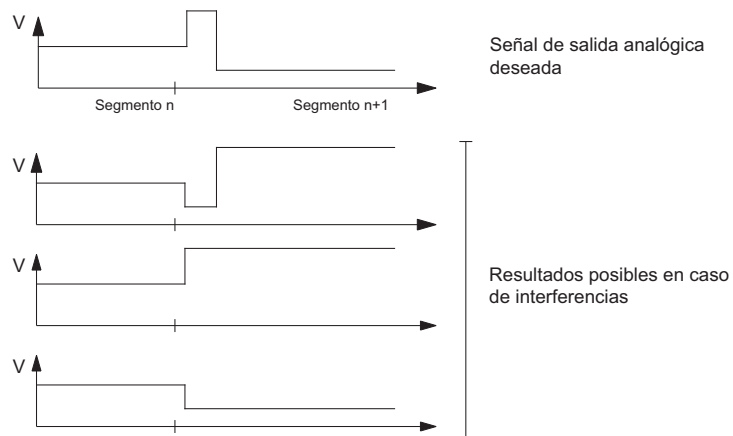 V
Señal de salida analógica
deseada
Segmento n
Segmento n+1
V
V
Resultados posibles en caso
de interferencias
V